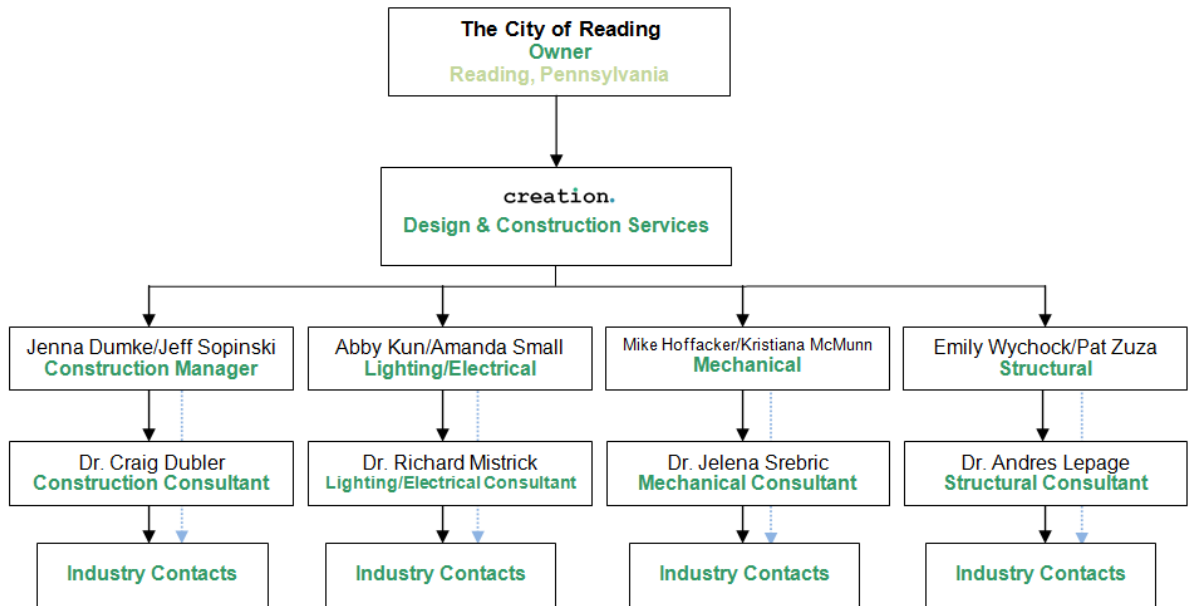 The City of Reading
Owner
Reading, Pennsylvania
creation.
Design & Construction Services
Jenna Dumke/Jeff Sopinski
Construction Manager
Abby Kun/Amanda Small
Lighting/Electrical
Mike Hoffacker/Kristiana McMunn
Mechanical
Emily Wychock/Pat Zuza
Structural
Dr. Craig Dubler
Construction Consultant
Dr. Richard Mistrick
Lighting/Electrical Consultant
Dr. Jelena Srebric
Mechanical Consultant
Dr. Andres Lepage
Structural Consultant
Industry Contacts
Industry Contacts
Industry Contacts
Industry Contacts